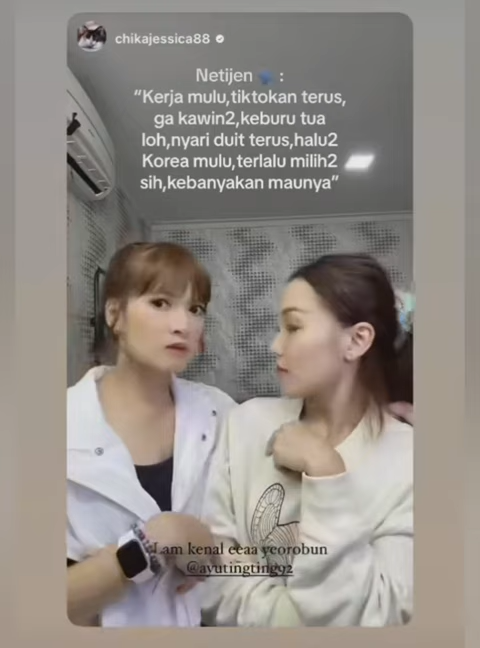 chikajessica88
Netijen :
“Kerja mulu,tiktokan terus,
ga kawin2,keburu tua
loh,nyari duit terus,halu2
Korea mulu,terlalu milih2
sih,kebanyakan maunya”
am kenal eeaa yeorobun
@ayutingting92